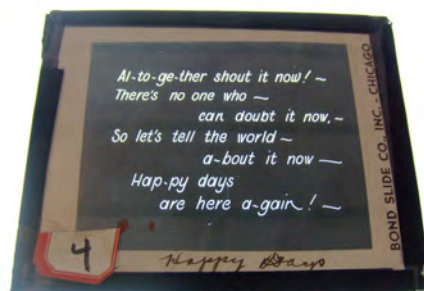 Al-to-ge-ther shout it now! ~
There's no one who ~
can doubt it now, ~
So let's tell the world ~
a-bout it now —
Hap-py days
are here a-gain! ~
BOND SLIDE CO., INC. - CHICAGO
4
Happy Days